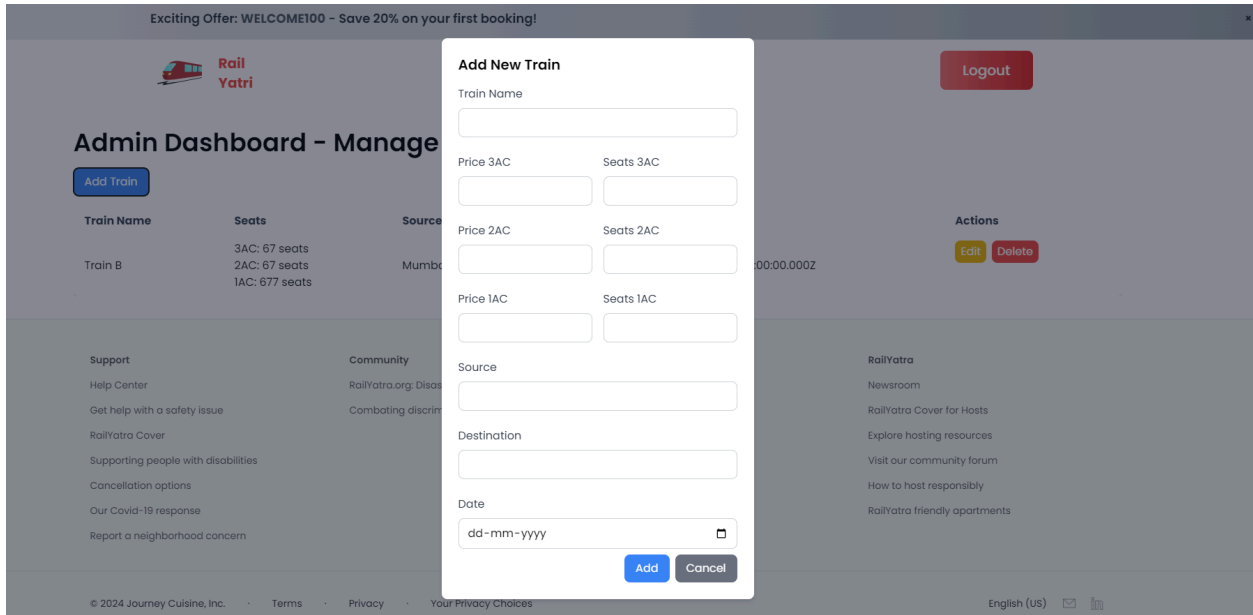 Exciting Offer: WELCOME100 - Save 20% on your first booking!
×
Rail
Yatri
Logout
Admin Dashboard - Manage
Add Train
Train Name Seats Source Actions
Train B
3AC: 67 seats
2AC: 67 seats
1AC: 677 seats
:00:00.000Z
Edit Delete
Add New Train
Train Name
Price 3AC Seats 3AC
Price 2AC Seats 2AC
Price 1AC Seats 1AC
Source
Destination
Date
dd-mm-yyyy
Add Cancel
Support
Help Center
Get help with a safety issue
RailYatra Cover
Supporting people with disabilities
Cancellation options
Our Covid-19 response
Report a neighborhood concern
Community
RailYatra.org:
Combating
RailYatra
Newsroom
RailYatra Cover for Hosts
Explore hosting resources
Visit our community forum
How to host responsibly
RailYatra friendly apartments
© 2024 Journey Cuisine, Inc. · Terms · Privacy · Your Privacy Choices
English (US)